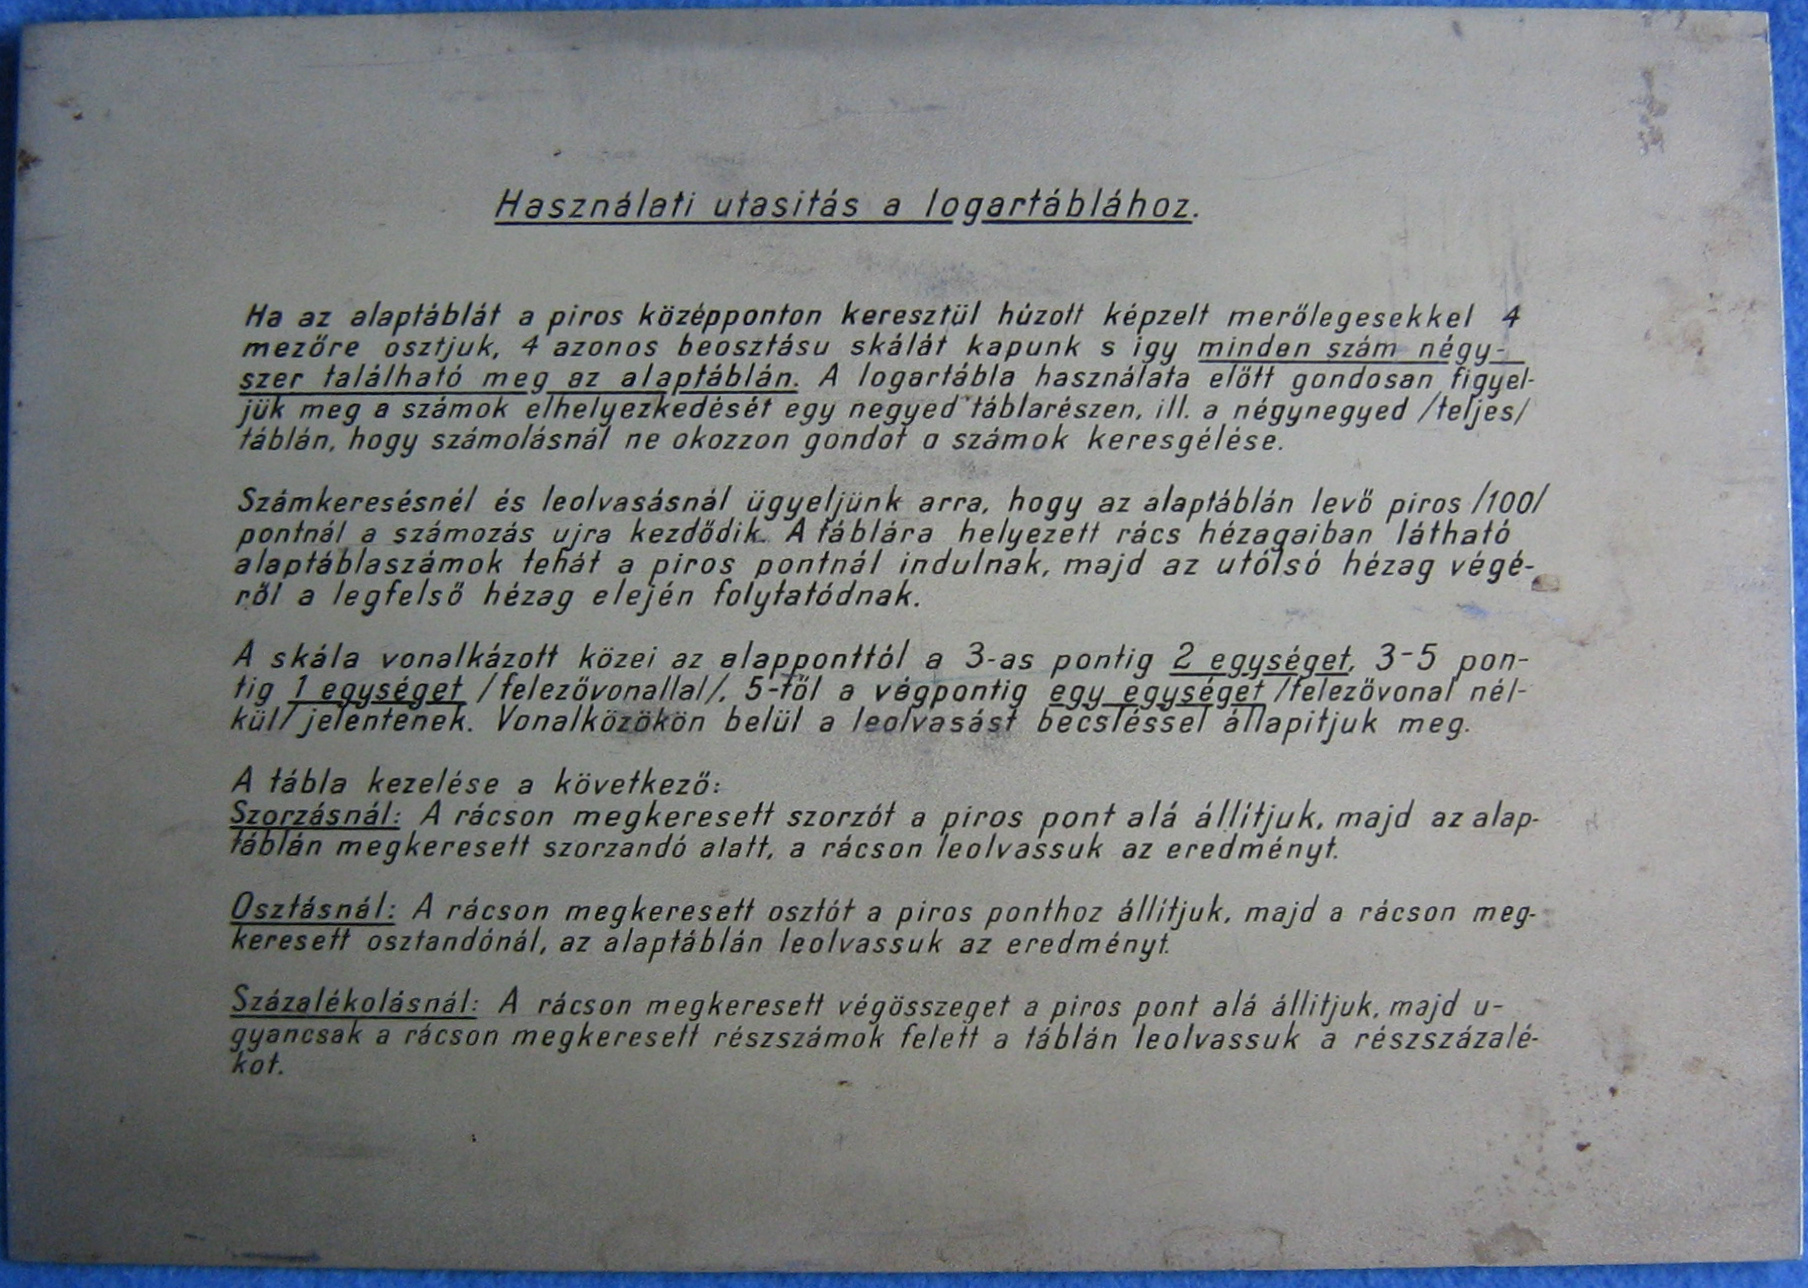 Használati utasitás a logartáblához.
Ha az alaptáblát a piros középponton keresztül húzott képzelt merőlegesekkel 4
mezőre osztjuk, 4 azonos beosztásu skálát kapunk s igy minden szám négy-
szer található meg az alaptáblán. A logartábla használata előtt gondosan figyel-
jük meg a számok elhelyezkedését egy negyed táblarészen, ill. a négynegyed /teljes/
táblán, hogy számolásnál ne okozzon gondot a számok keresgélése.
Számkeresésnél és leolvasásnál ügyeljünk arra, hogy az alaptáblán levő piros /100/
pontnál a számozás ujra kezdődik. A táblára helyezett rács hézagaiban látható
alaptáblaszámok tehát a piros pontnál indulnak, majd az utólsó hézag végé-
ről a legfelső hézag elején folytatódnak.
A skála vonalkázott közei az alapponttól a 3-as pontig 2 egységet, 3-5 pon-
tig 1 egységet /felezővonallal/, 5-től a végpontig egy egységet /felezővonal nél-
kül/ jelentenek. Vonalközökön belül a leolvasást becsléssel állapitjuk meg.
A tábla kezelése a következő:
Szorzásnál: A rácson megkeresett szorzót a piros pont alá állítjuk, majd az alap-
táblán megkeresett szorzandó alatt, a rácson leolvassuk az eredményt.
Osztásnál: A rácson megkeresett osztót a piros ponthoz állítjuk, majd a rácson meg-
keresett osztandónál, az alaptáblán leolvassuk az eredményt.
Százalékolásnál: A rácson megkeresett végösszeget a piros pont alá állitjuk, majd u-
gyancsak a rácson megkeresett részszámok felett a táblán leolvassuk a részszázalé-
kot.